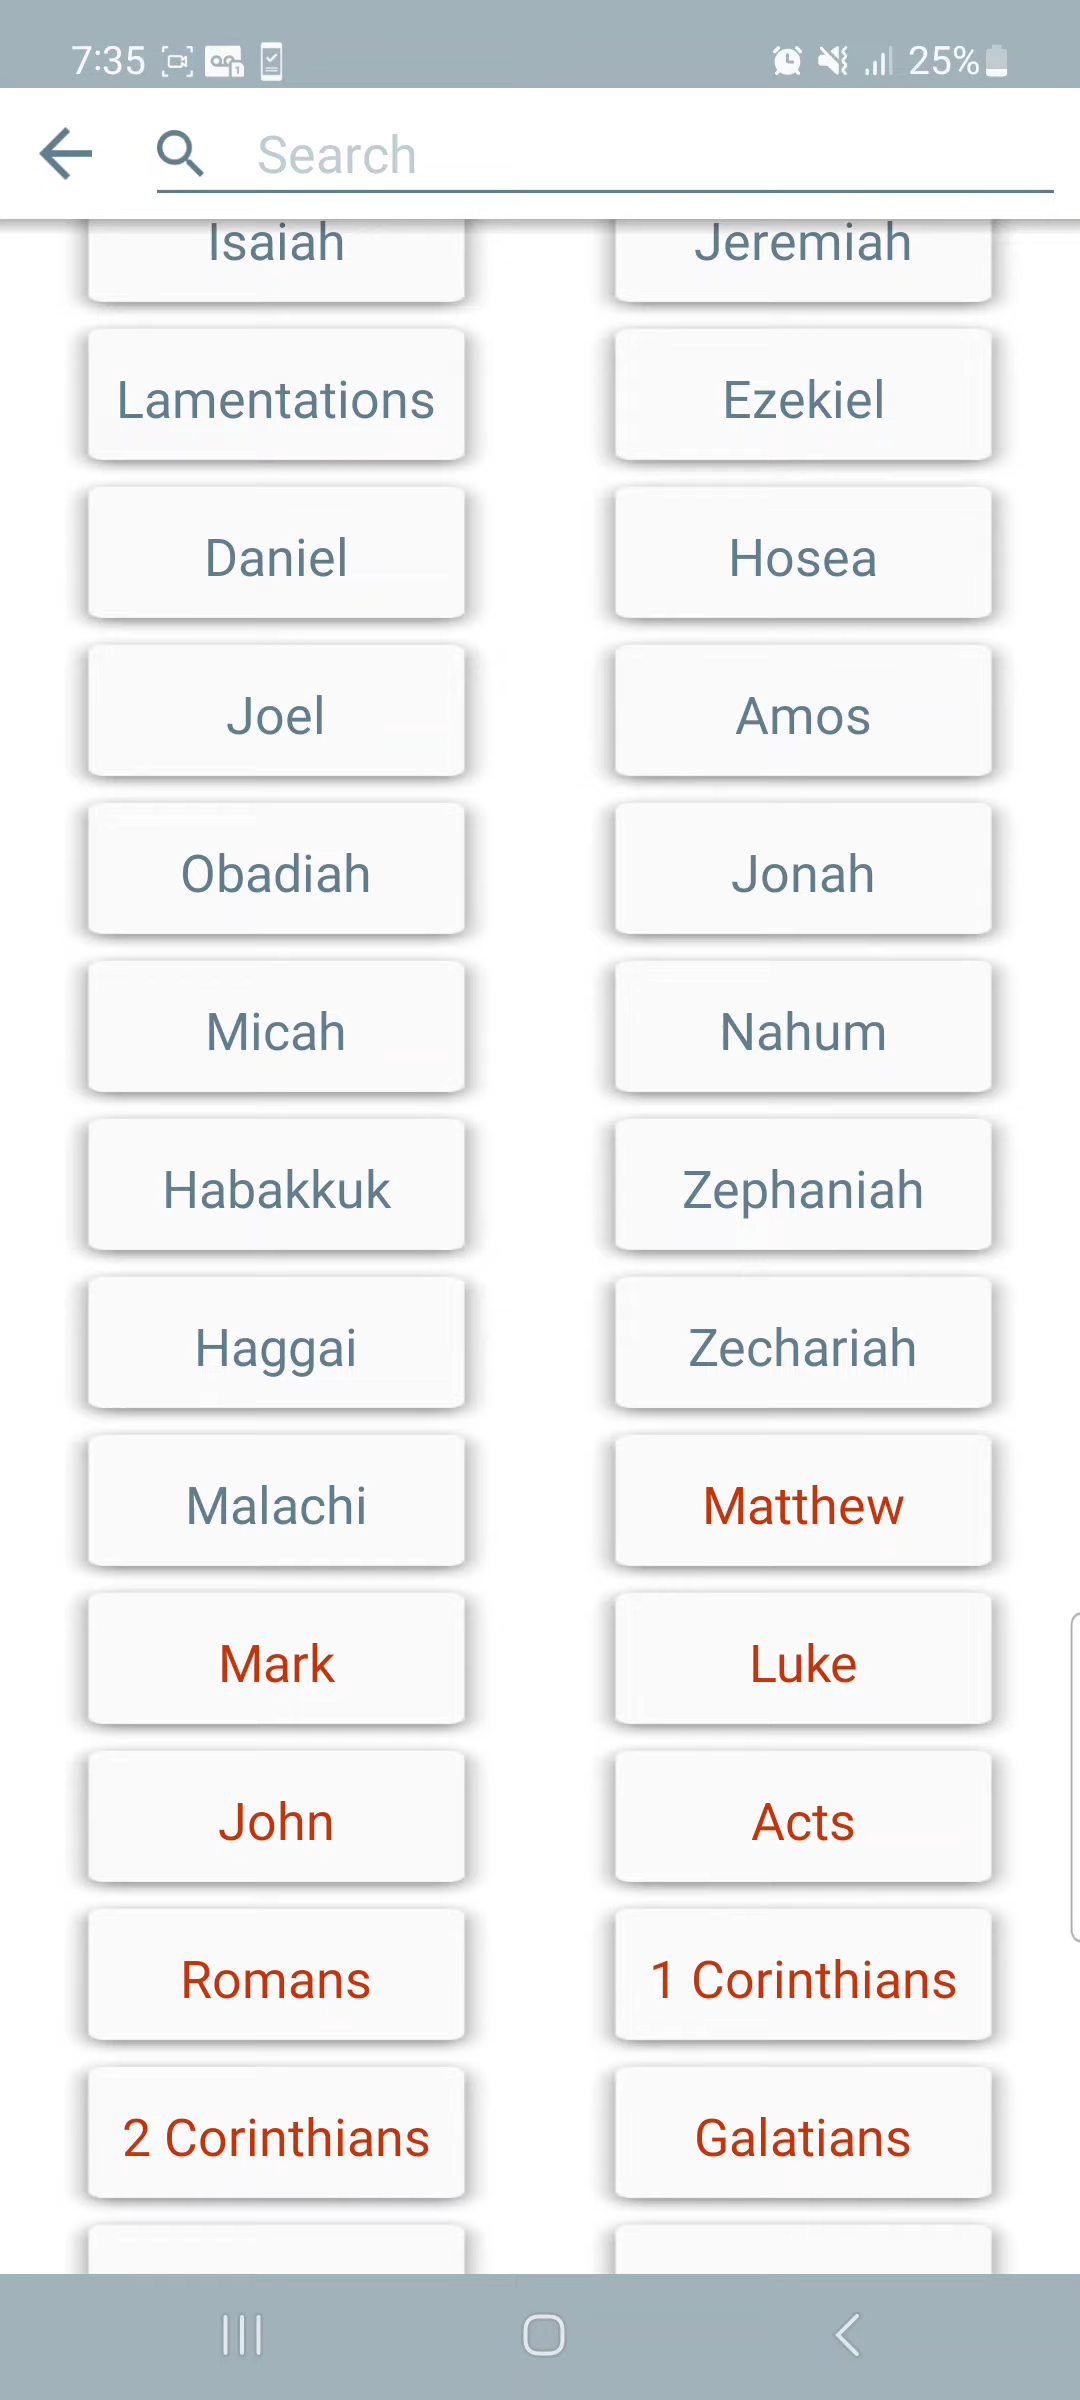 7:35
25%
Search
Isaiah
Jeremiah
Lamentations
Ezekiel
Daniel
Hosea
Joel
Amos
Obadiah
Jonah
Micah
Nahum
Habakkuk
Zephaniah
Haggai
Zechariah
Malachi
Matthew
Mark
Luke
John
Acts
Romans
1 Corinthians
2 Corinthians
Galatians